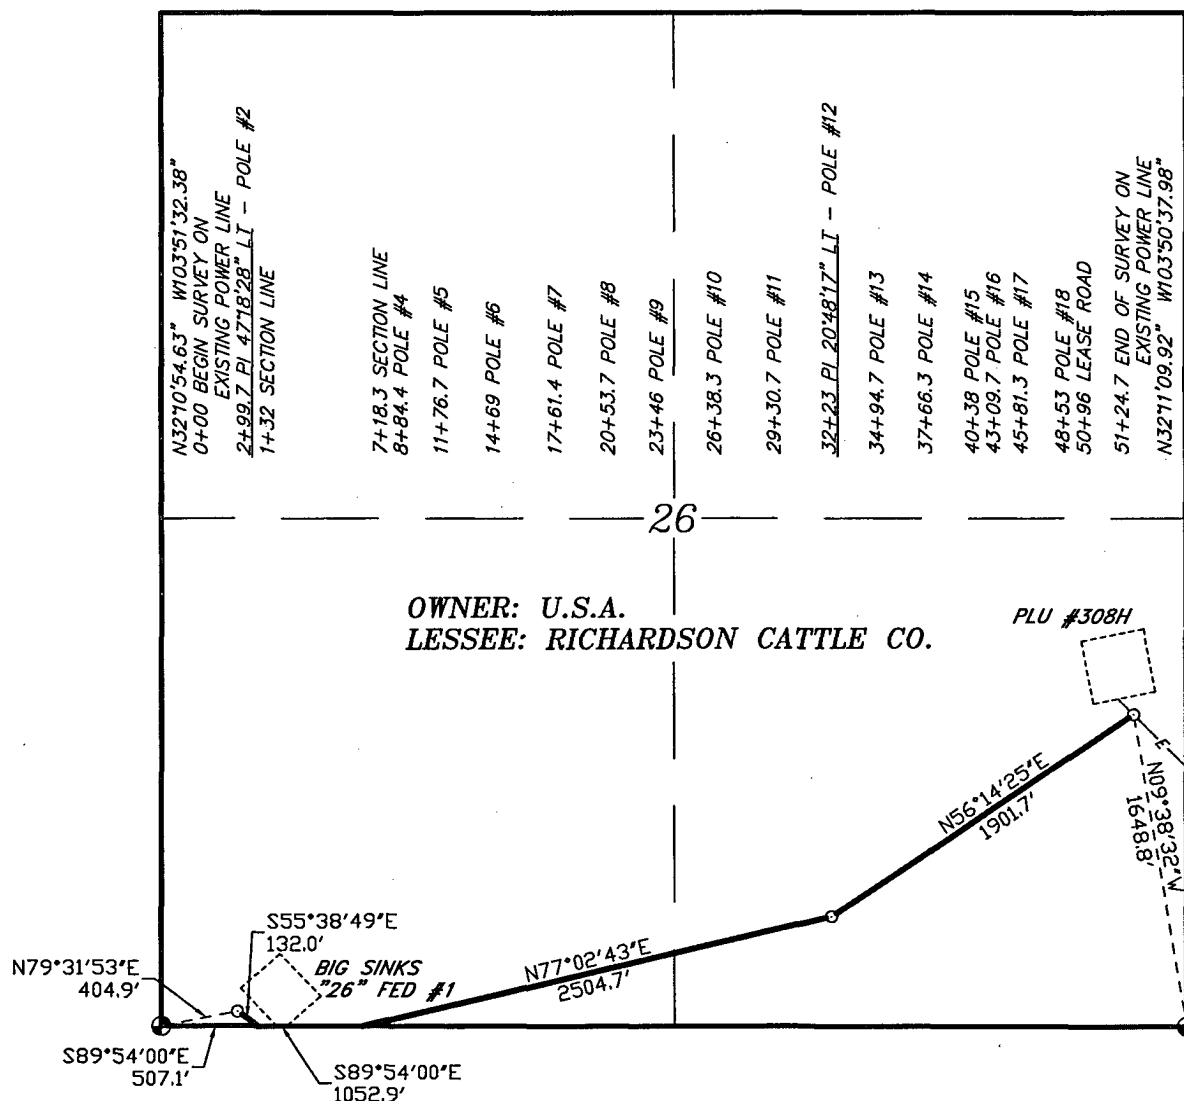 N32°10'54.63" W103°51'32.38"
0+00 BEGIN SURVEY ON
EXISTING POWER LINE
2+99.7 PI 47°18'28" LT - POLE #2
1+32 SECTION LINE
7+18.3 SECTION LINE
8+84.4 POLE #4
11+76.7 POLE #5
14+69 POLE #6
17+61.4 POLE #7
20+53.7 POLE #8
23+46 POLE #9
26+38.3 POLE #10
29+30.7 POLE #11
32+23 PI 20°48'17" LT - POLE #12
34+94.7 POLE #13
37+66.3 POLE #14
40+38 POLE #15
43+09.7 POLE #16
45+81.3 POLE #17
48+53 POLE #18
50+96 LEASE ROAD
51+24.7 END OF SURVEY ON
EXISTING POWER LINE
N32°11'09.92" W103°50'37.98"
26
OWNER: U.S.A.
LESSEE: RICHARDSON CATTLE CO.
PLU #308H
E
N09°38'32"W
1648.8'
N56°14'25"E
1901.7'
N77°02'43"E
2504.7'
S55°38'49"E
132.0'
BIG SINKS
"26" FED #1
N79°31'53"E
404.9'
S89°54'00"E
507.1'
S89°54'00"E
1052.9'